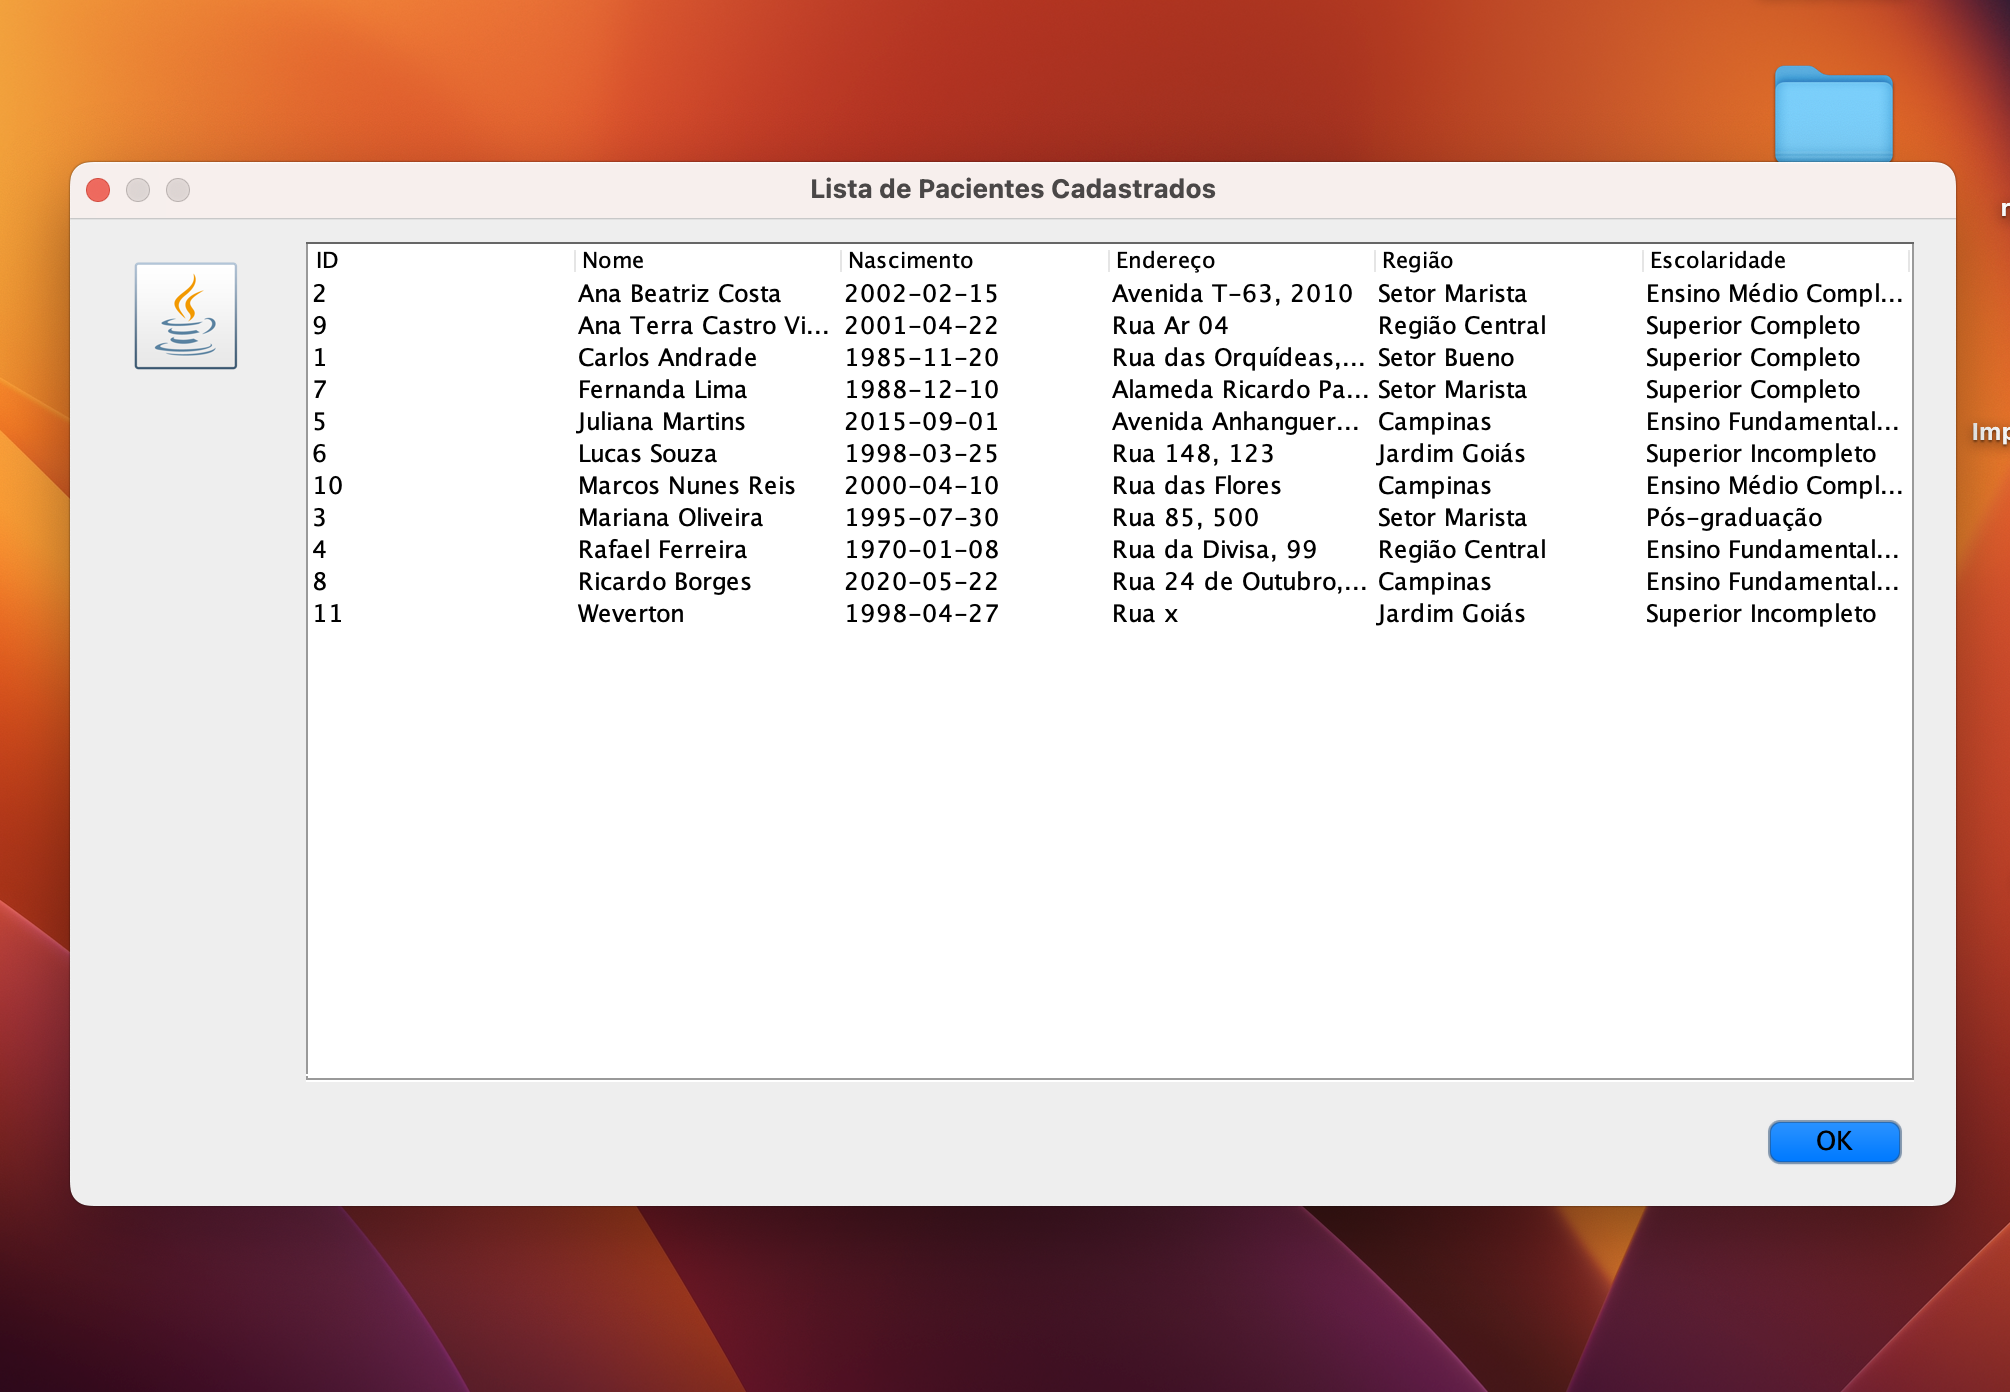 Lista de Pacientes Cadastrados
ID Nome Nascimento Endereço Região Escolaridade
2 Ana Beatriz Costa 2002-02-15 Avenida T-63, 2010 Setor Marista Ensino Médio Compl...
9 Ana Terra Castro Vi... 2001-04-22 Rua Ar 04 Região Central Superior Completo
1 Carlos Andrade 1985-11-20 Rua das Orquídeas,... Setor Bueno Superior Completo
7 Fernanda Lima 1988-12-10 Alameda Ricardo Pa... Setor Marista Superior Completo
5 Juliana Martins 2015-09-01 Avenida Anhanguer... Campinas Ensino Fundamental...
6 Lucas Souza 1998-03-25 Rua 148, 123 Jardim Goiás Superior Incompleto
10 Marcos Nunes Reis 2000-04-10 Rua das Flores Campinas Ensino Médio Compl...
3 Mariana Oliveira 1995-07-30 Rua 85, 500 Setor Marista Pós-graduação
4 Rafael Ferreira 1970-01-08 Rua da Divisa, 99 Região Central Ensino Fundamental...
8 Ricardo Borges 2020-05-22 Rua 24 de Outubro,... Campinas Ensino Fundamental...
11 Weverton 1998-04-27 Rua x Jardim Goiás Superior Incompleto
OK